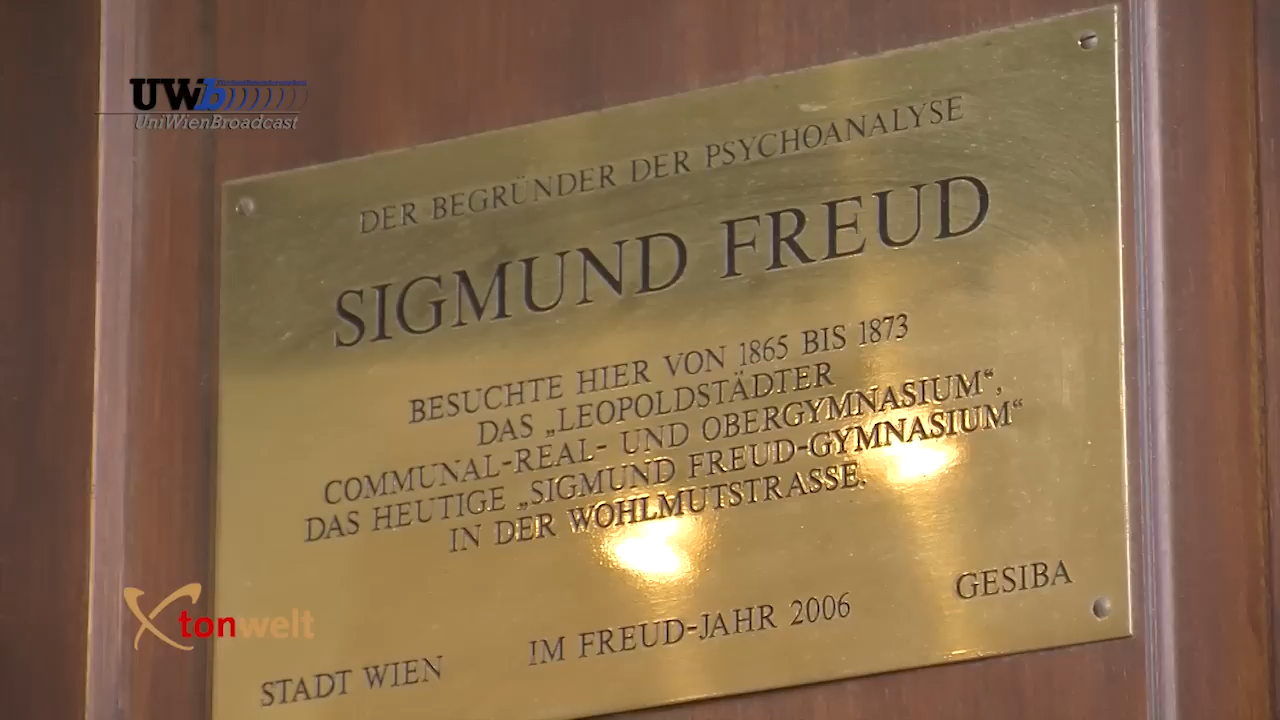 UWb
UniWienBroadcast
DER BEGRÜNDER DER PSYCHOANALYSE
SIGMUND FREUD
BESUCHTE HIER VON 1865 BIS 1873
DAS „LEOPOLDSTÄDTER
COMMUNAL-REAL- UND OBERGYMNASIUM“,
DAS HEUTIGE „SIGMUND FREUD-GYMNASIUM“
IN DER WOHLMUTSTRASSE.
STADT WIEN IM FREUD-JAHR 2006 GESIBA
tonwelt